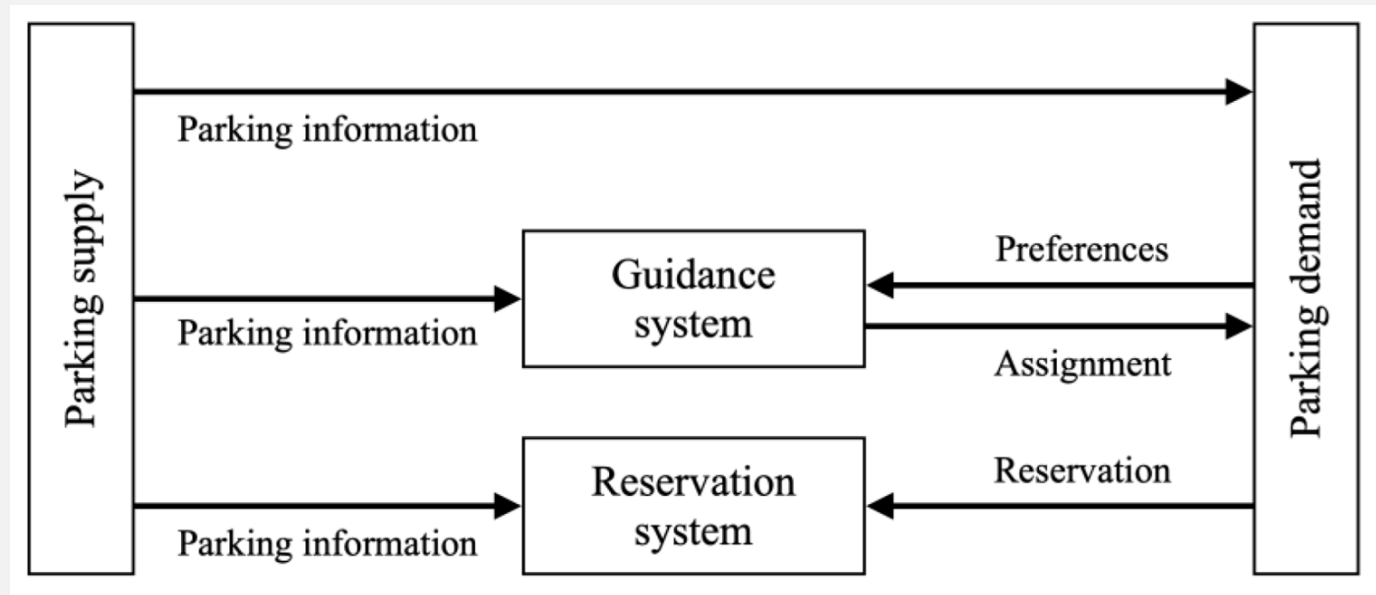 Parking supply
Parking information
Parking information
Parking information
Guidance
system
Reservation
system
Preferences
Assignment
Reservation
Parking demand